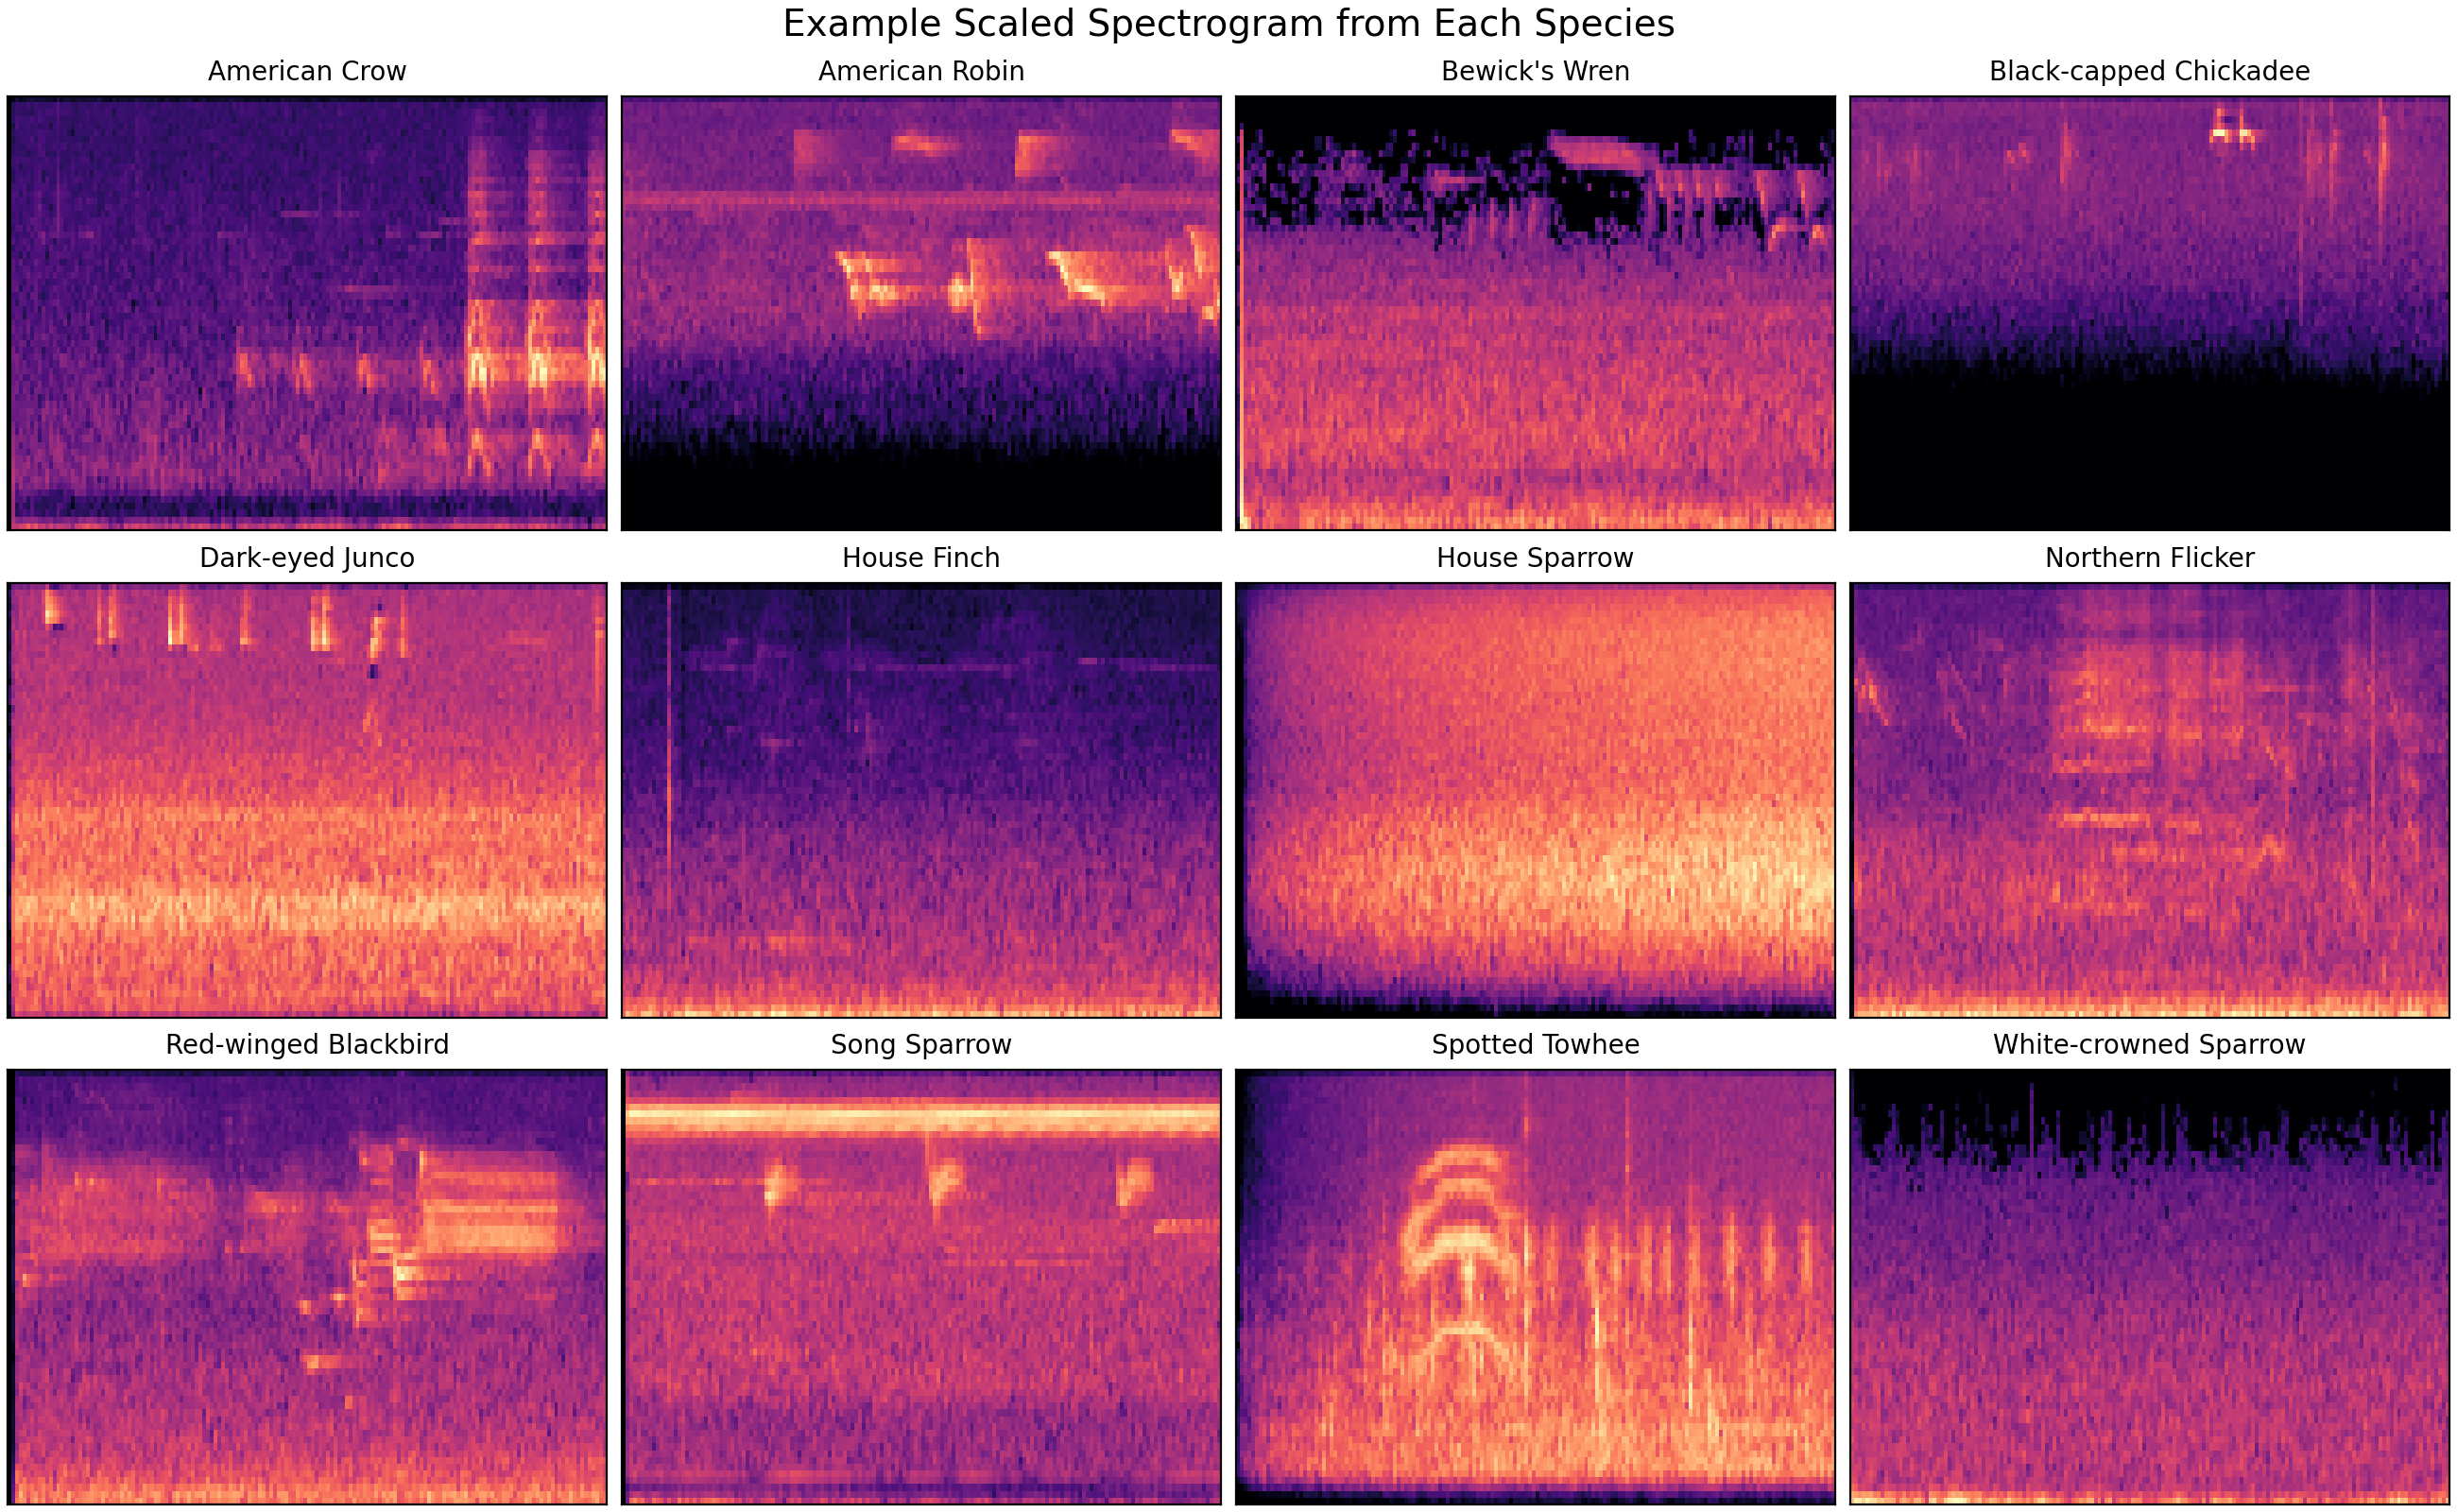 Example Scaled Spectrogram from Each Species
American Crow
American Robin
Bewick's Wren
Black-capped Chickadee
Dark-eyed Junco
House Finch
House Sparrow
Northern Flicker
Red-winged Blackbird
Song Sparrow
Spotted Towhee
White-crowned Sparrow